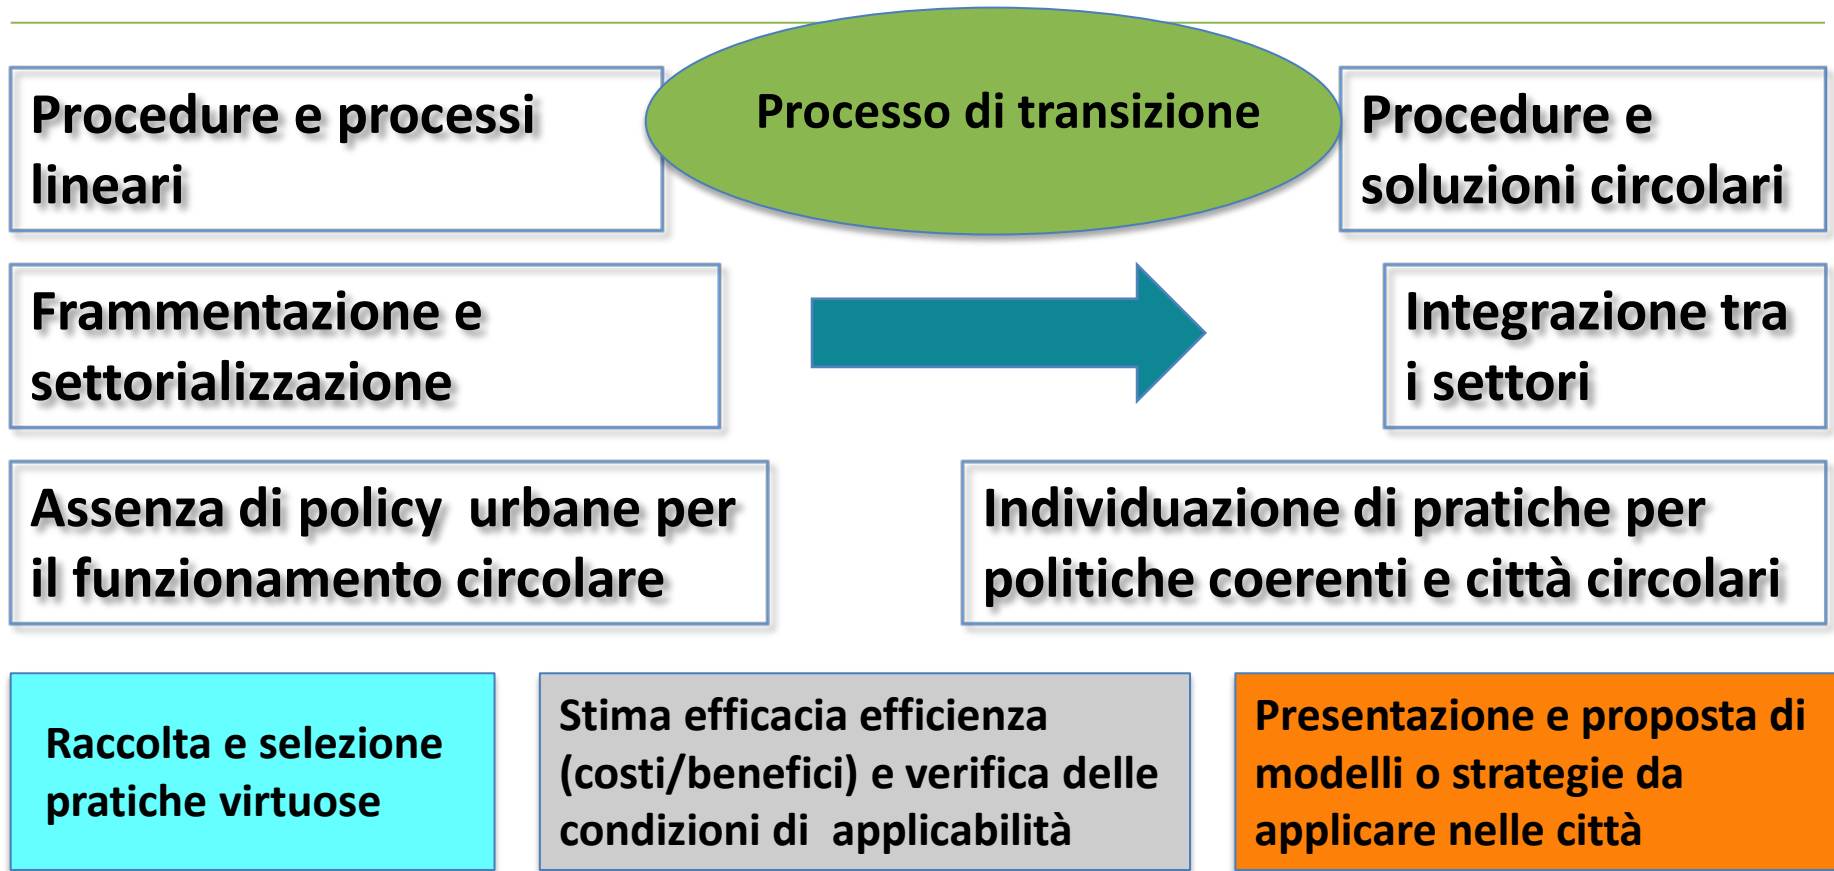 Procedure e processi
lineari
Processo di transizione
Procedure e
soluzioni circolari
Frammentazione e
settorializzazione
Integrazione tra
i settori
Assenza di policy  urbane per
il funzionamento circolare
Individuazione di pratiche per
politiche coerenti e città circolari
Raccolta e selezione
pratiche virtuose
Stima efficacia efficienza
(costi/benefici) e verifica delle
condizioni di  applicabilità
Presentazione e proposta di
modelli o strategie da
applicare nelle città